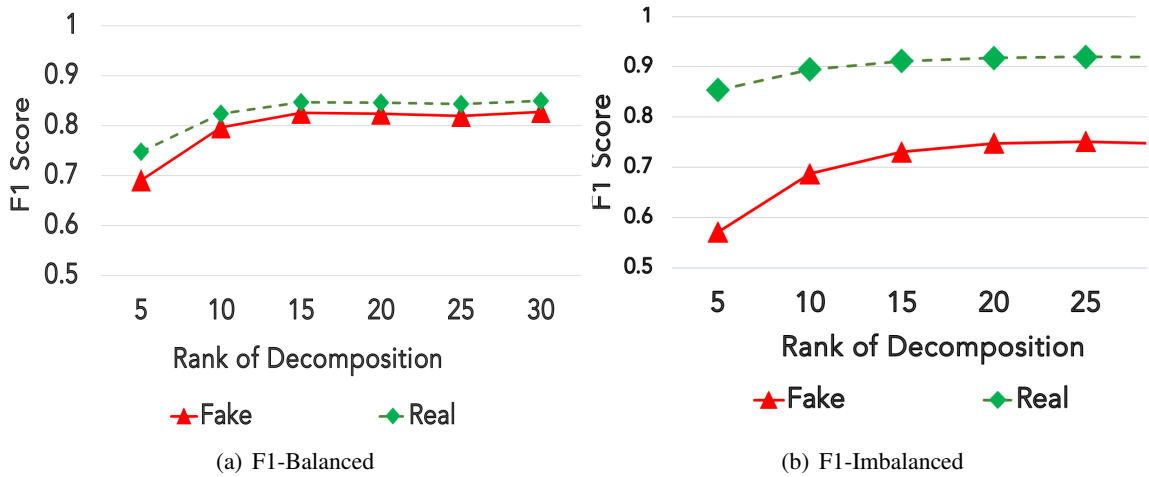 1
0.9
0.8
0.7
0.6
0.5
F1 Score
5 10 15 20 25 30
Rank of Decomposition
Fake Real
(a) F1-Balanced
1
0.9
0.8
0.7
0.6
0.5
F1 Score
5 10 15 20 25
Rank of Decomposition
Fake Real
(b) F1-Imbalanced